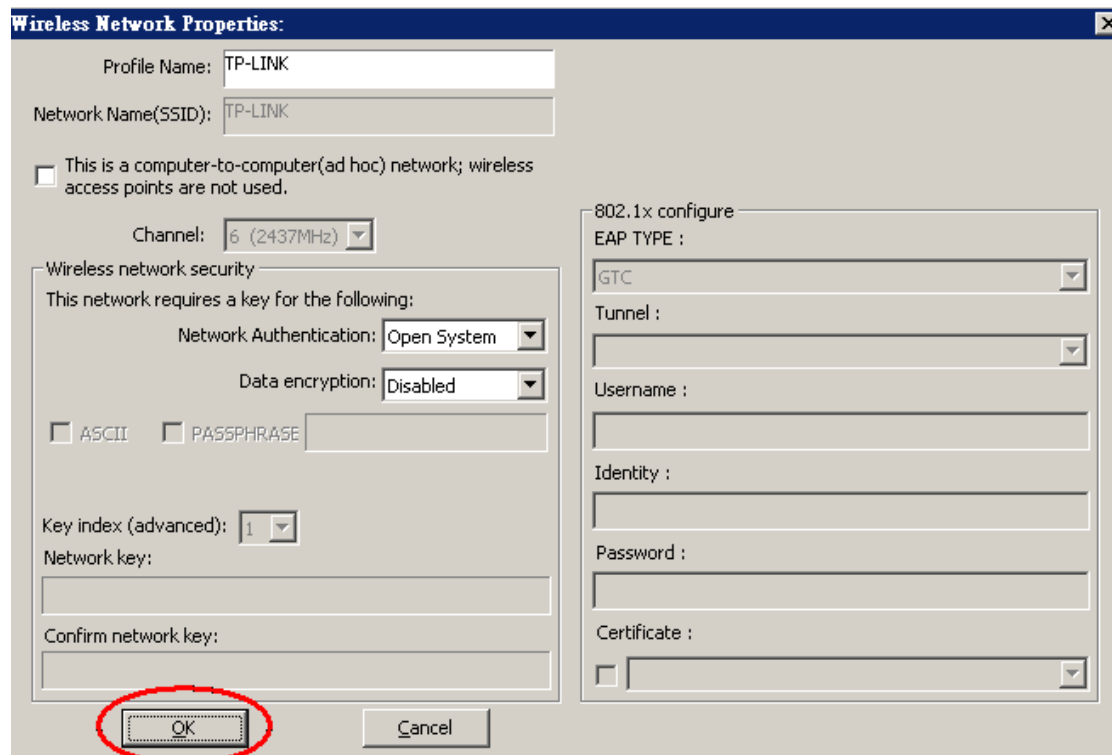 Wireless Network Properties:
Profile Name: TP-LINK
Network Name(SSID): TP-LINK
This is a computer-to-computer(ad hoc) network; wireless
access points are not used.
Channel: 6 (2437MHz)
Wireless network security
This network requires a key for the following:
Network Authentication: Open System
Data encryption: Disabled
ASCII PASSPHRASE
Key index (advanced): 1
Network key:
Confirm network key:
802.1x configure
EAP TYPE :
GTC
Tunnel :
Username :
Identity :
Password :
Certificate :
OK Cancel